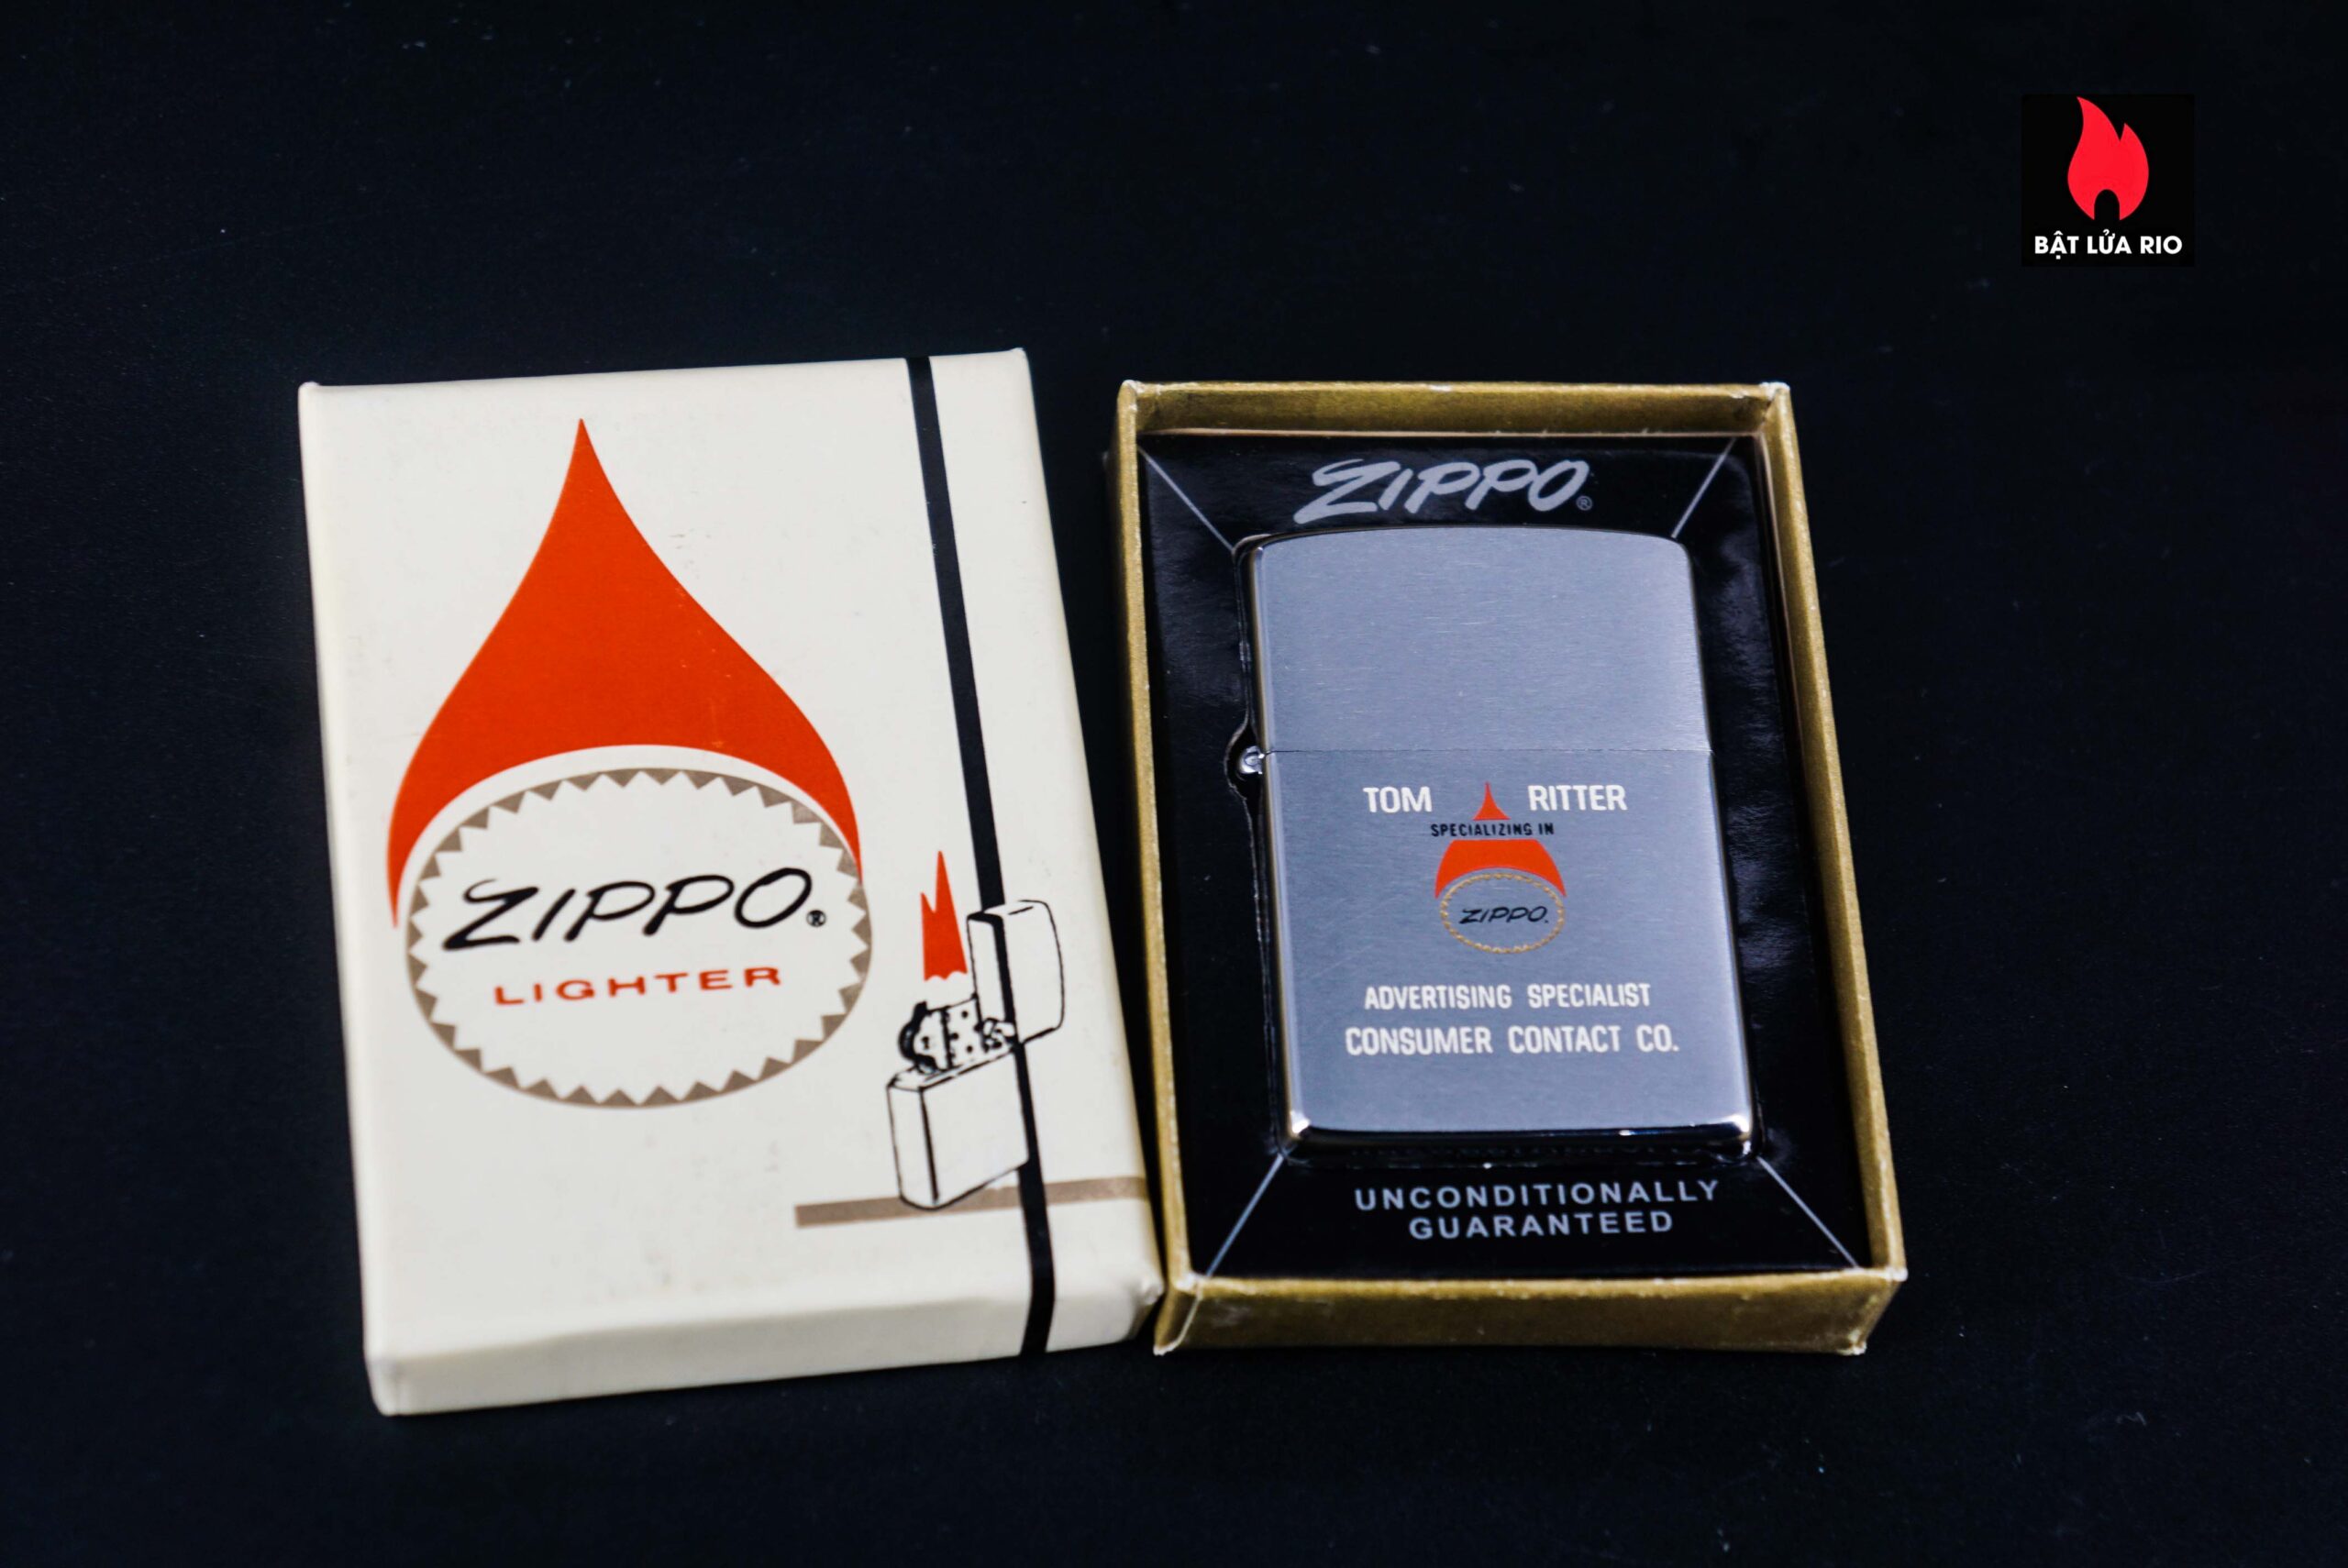 BẬT LỬA RIO
ZIPPO®
LIGHTER
ZIPPO®
TOM RITTER
SPECIALIZING IN
ZIPPO.
ADVERTISING SPECIALIST
CONSUMER CONTACT CO.
UNCONDITIONALLY
GUARANTEED